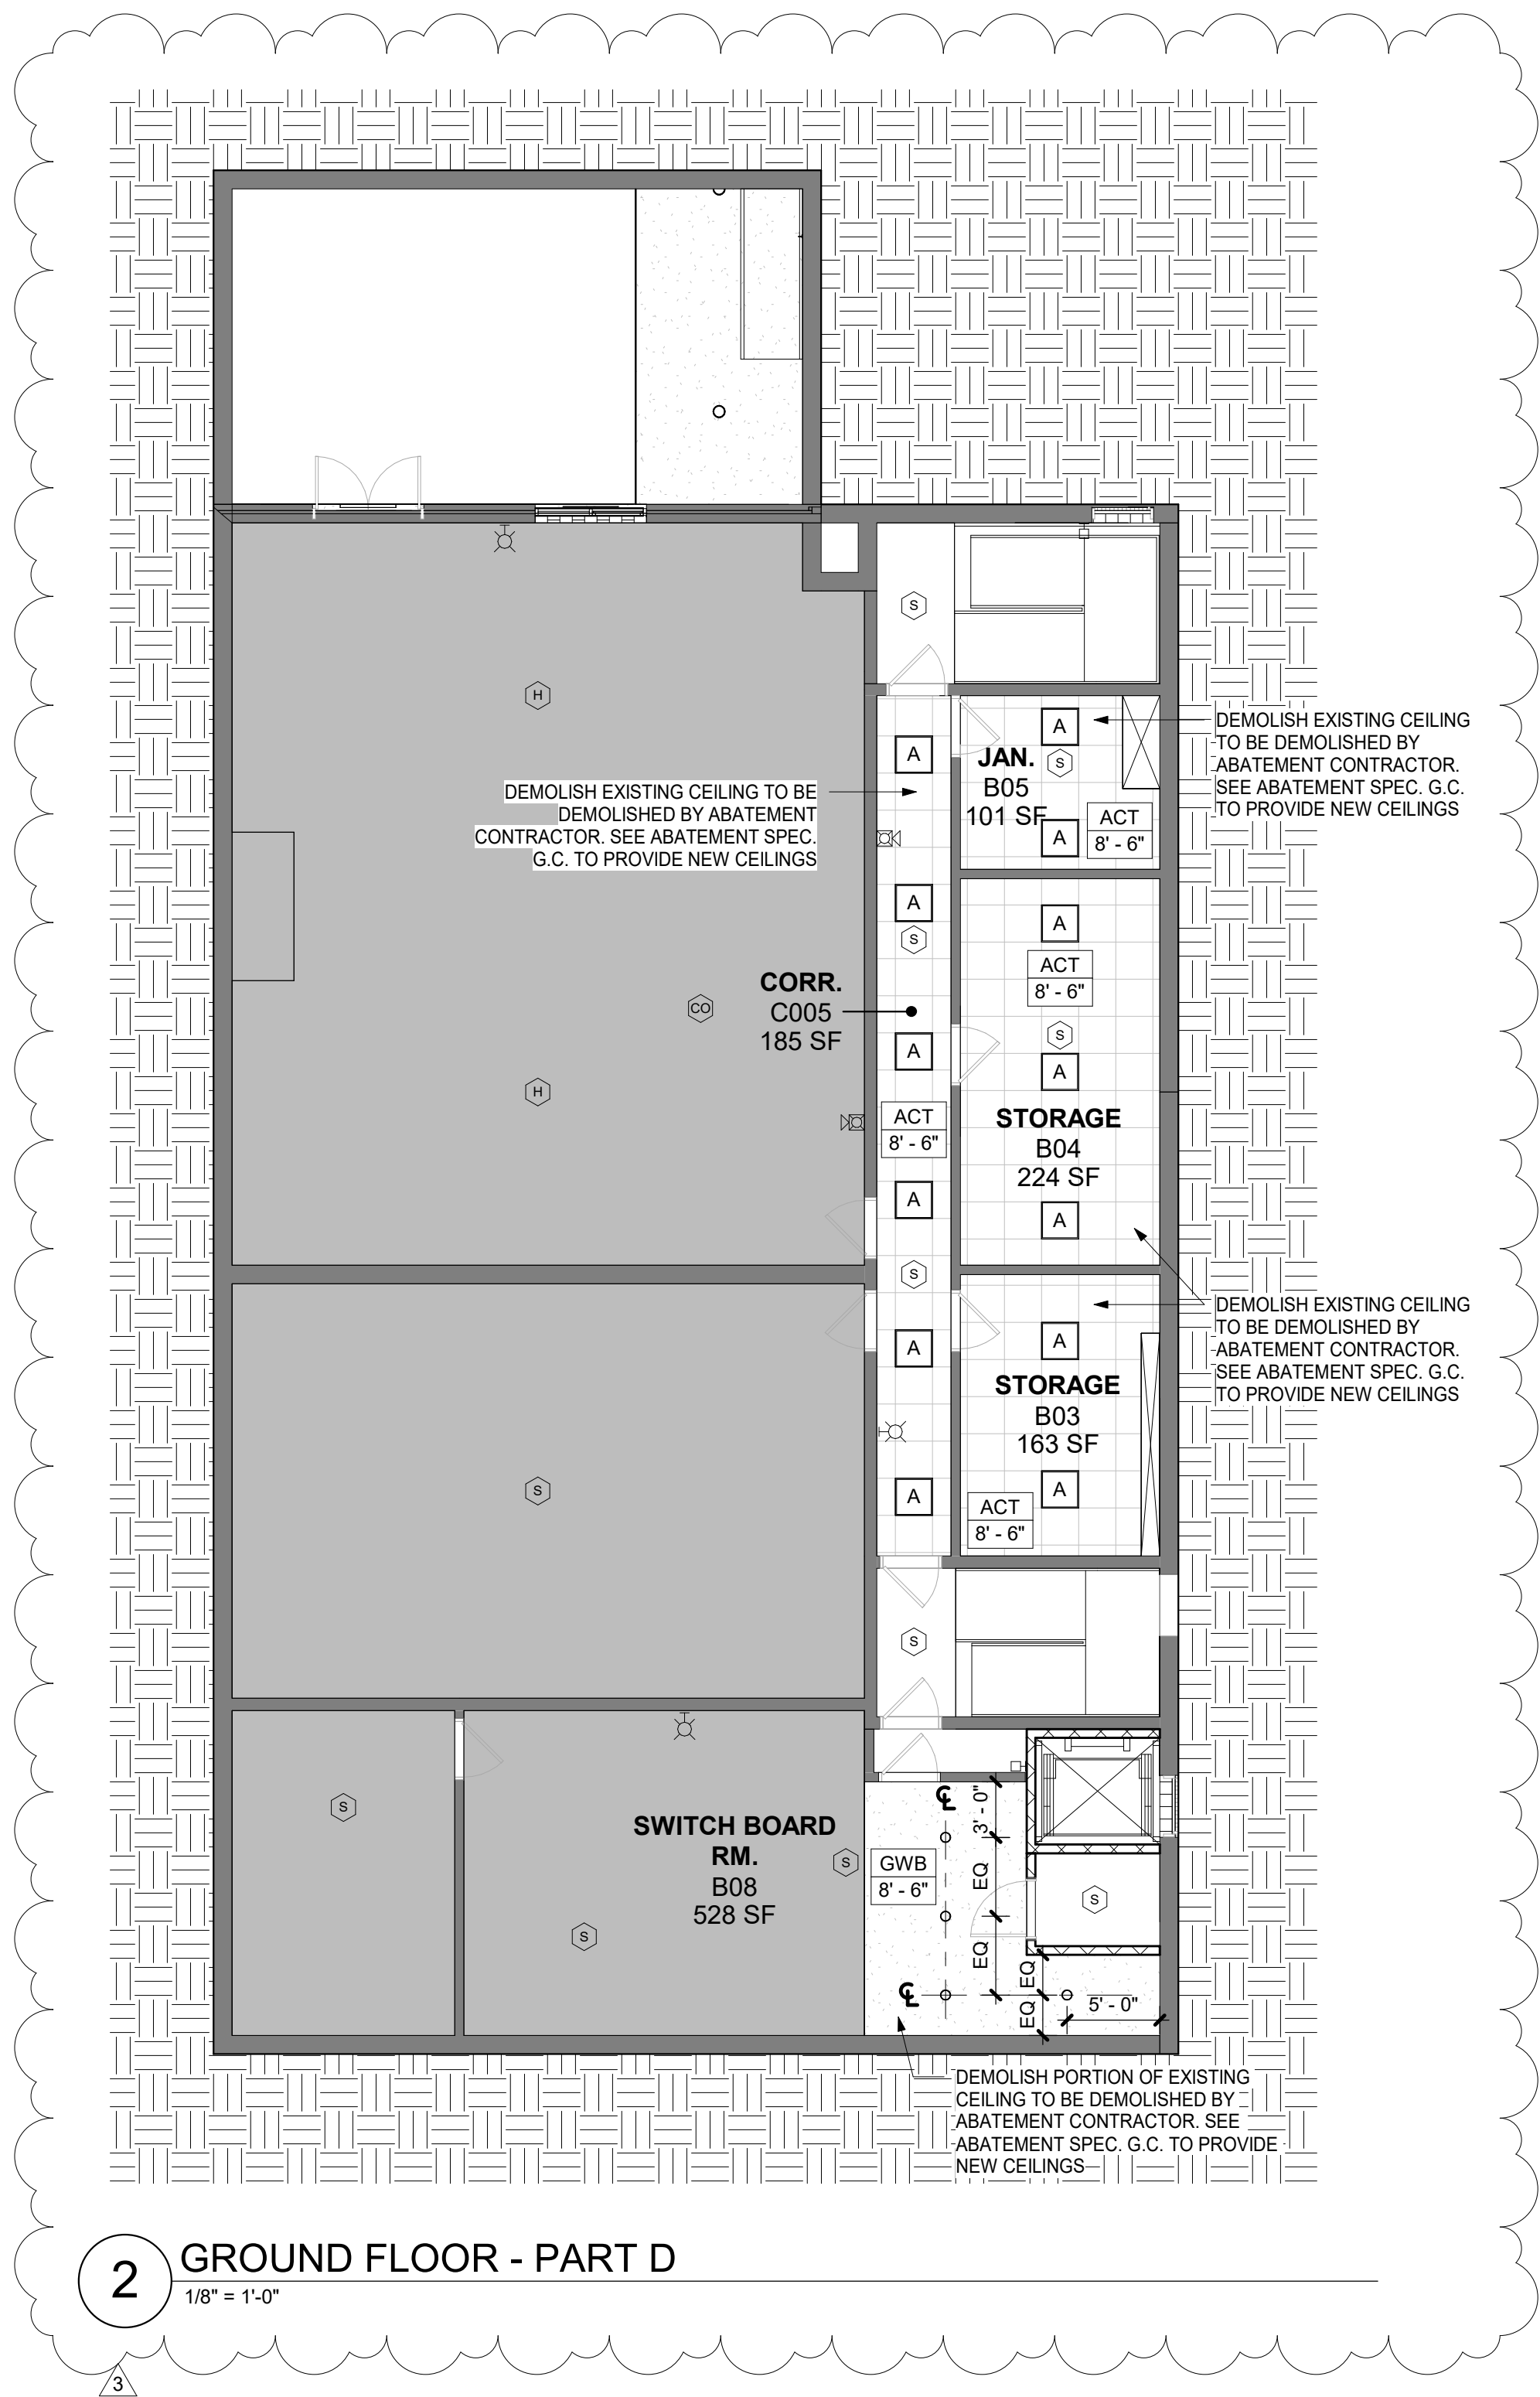 S
H
DEMOLISH EXISTING CEILING
TO BE DEMOLISHED BY
ABATEMENT CONTRACTOR.
SEE ABATEMENT SPEC. G.C.
TO PROVIDE NEW CEILINGS
A
A
JAN.
B05
101 SF
S
ACT
8' - 6"
A
DEMOLISH EXISTING CEILING TO BE
DEMOLISHED BY ABATEMENT
CONTRACTOR. SEE ABATEMENT SPEC.
G.C. TO PROVIDE NEW CEILINGS
A
S
A
ACT
8' - 6"
CORR.
C005
185 SF
CO
A
S
A
H
ACT
8' - 6"
STORAGE
B04
224 SF
A
A
S
DEMOLISH EXISTING CEILING
TO BE DEMOLISHED BY
ABATEMENT CONTRACTOR.
SEE ABATEMENT SPEC. G.C.
TO PROVIDE NEW CEILINGS
A
A
STORAGE
B03
163 SF
S
A
A
ACT
8' - 6"
S
S
SWITCH BOARD
RM.
B08
528 SF
S
S
GWB
8' - 6"
CL
3' - 0"
EQ
EQ
S
CL
EQ
EQ
5' - 0"
DEMOLISH PORTION OF EXISTING
CEILING TO BE DEMOLISHED BY
ABATEMENT CONTRACTOR. SEE
ABATEMENT SPEC. G.C. TO PROVIDE
NEW CEILINGS
2
GROUND FLOOR - PART D
1/8" = 1'-0"
3